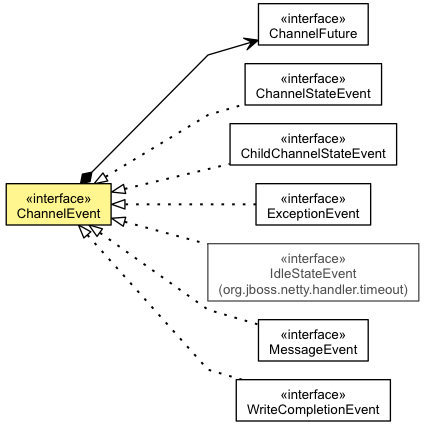 «interface»
ChannelFuture
«interface»
ChannelStateEvent
«interface»
ChildChannelStateEvent
«interface»
ChannelEvent
«interface»
ExceptionEvent
«interface»
IdleStateEvent
(org.jboss.netty.handler.timeout)
«interface»
MessageEvent
«interface»
WriteCompletionEvent